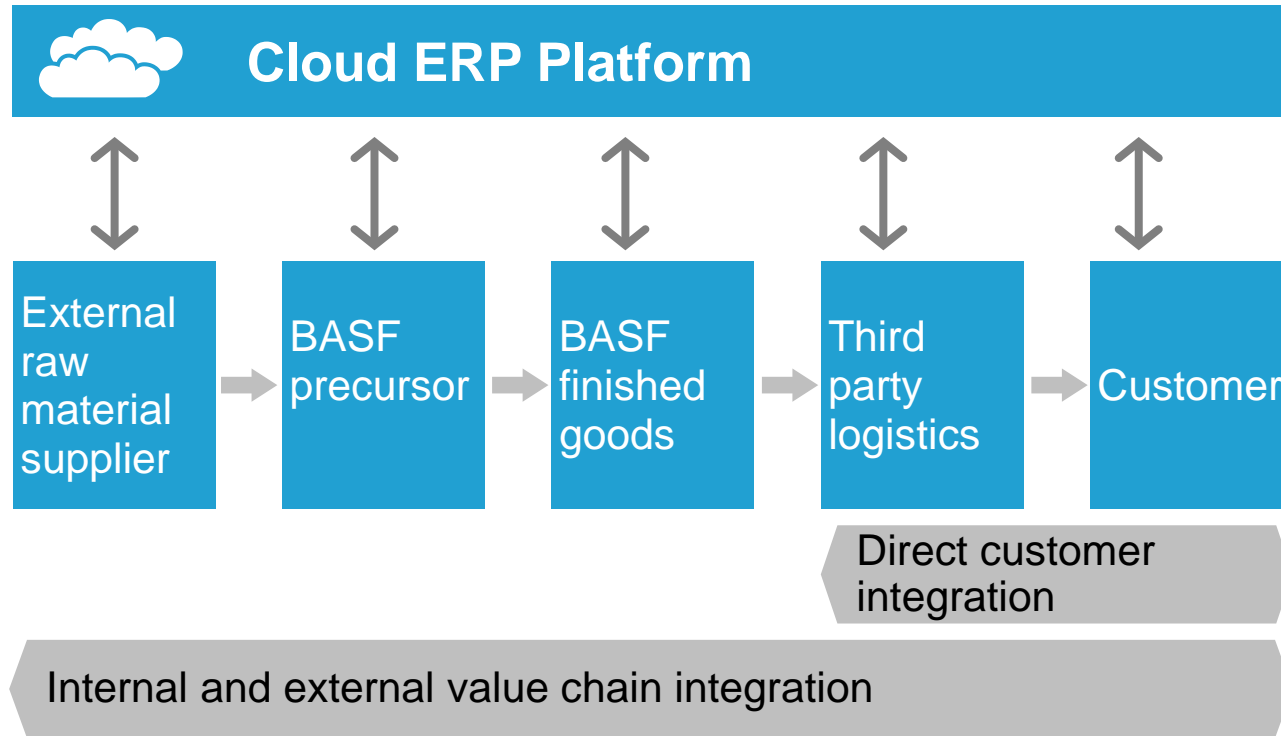 Cloud ERP Platform
External
raw
material
supplier
BASF
precursor
BASF
finished
goods
Third
party
logistics
Customer
Direct customer
integration
Internal and external value chain integration